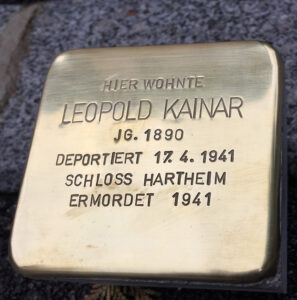 HIER WOHNTE
LEOPOLD KAINAR
JG. 1890
DEPORTIERT 17. 4. 1941
SCHLOSS HARTHEIM
ERMORDET 1941